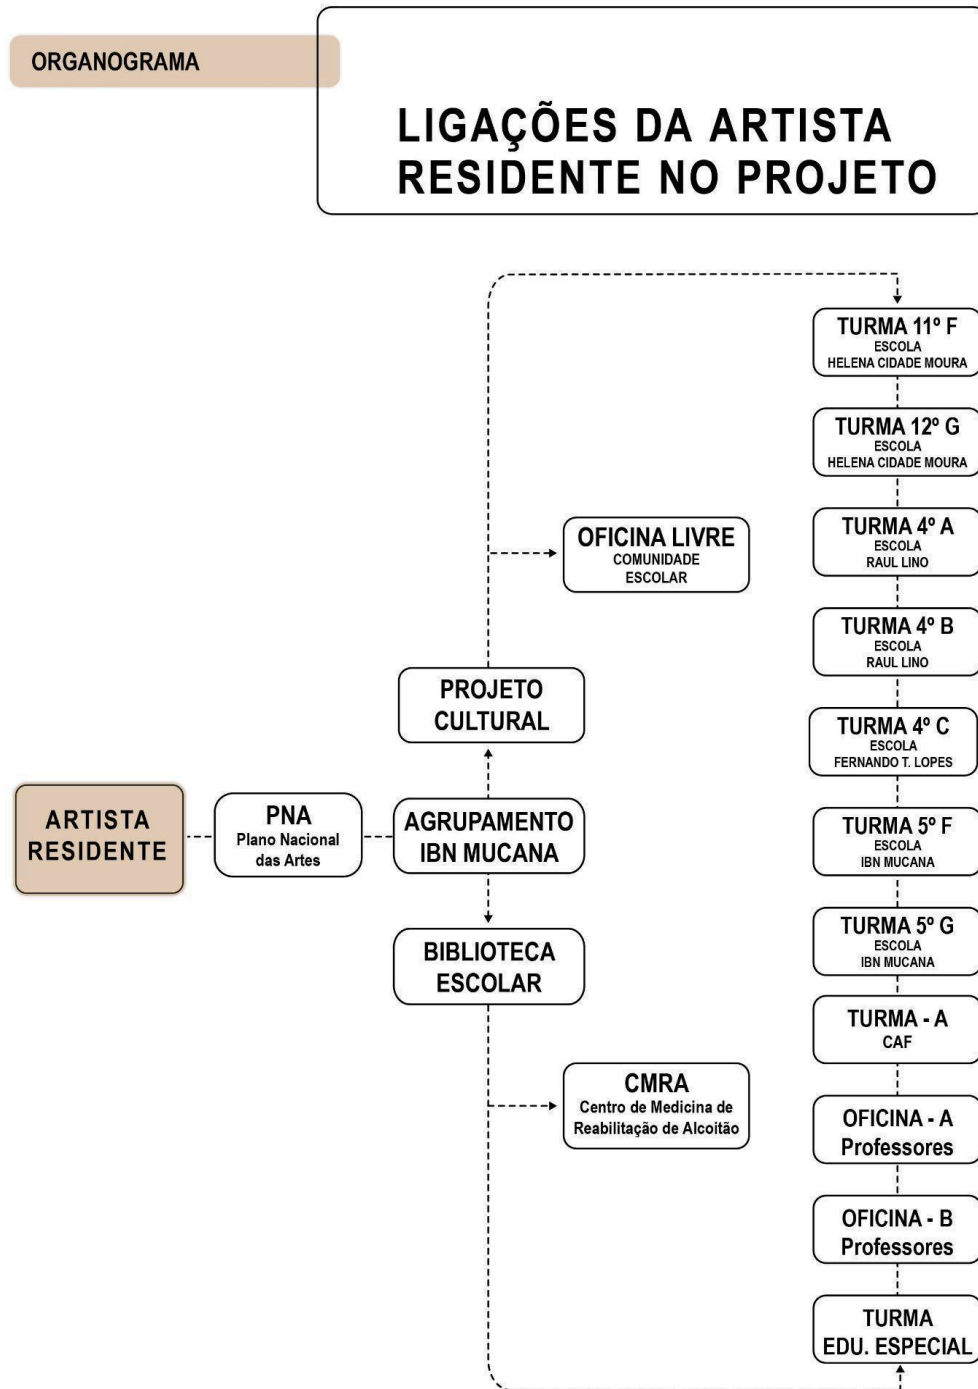 ORGANOGRAMA
LIGAÇÕES DA ARTISTA
RESIDENTE NO PROJETO
ARTISTA
RESIDENTE
PNA
Plano Nacional
das Artes
AGRUPAMENTO
IBN MUCANA
PROJETO
CULTURAL
BIBLIOTECA
ESCOLAR
OFICINA LIVRE
COMUNIDADE
ESCOLAR
CMRA
Centro de Medicina de
Reabilitação de Alcoitão
TURMA 11º F
ESCOLA
HELENA CIDADE MOURA
TURMA 12º G
ESCOLA
HELENA CIDADE MOURA
TURMA 4º A
ESCOLA
RAUL LINO
TURMA 4º B
ESCOLA
RAUL LINO
TURMA 4º C
ESCOLA
FERNANDO T. LOPES
TURMA 5º F
ESCOLA
IBN MUCANA
TURMA 5º G
ESCOLA
IBN MUCANA
TURMA - A
CAF
OFICINA - A
Professores
OFICINA - B
Professores
TURMA
EDU. ESPECIAL